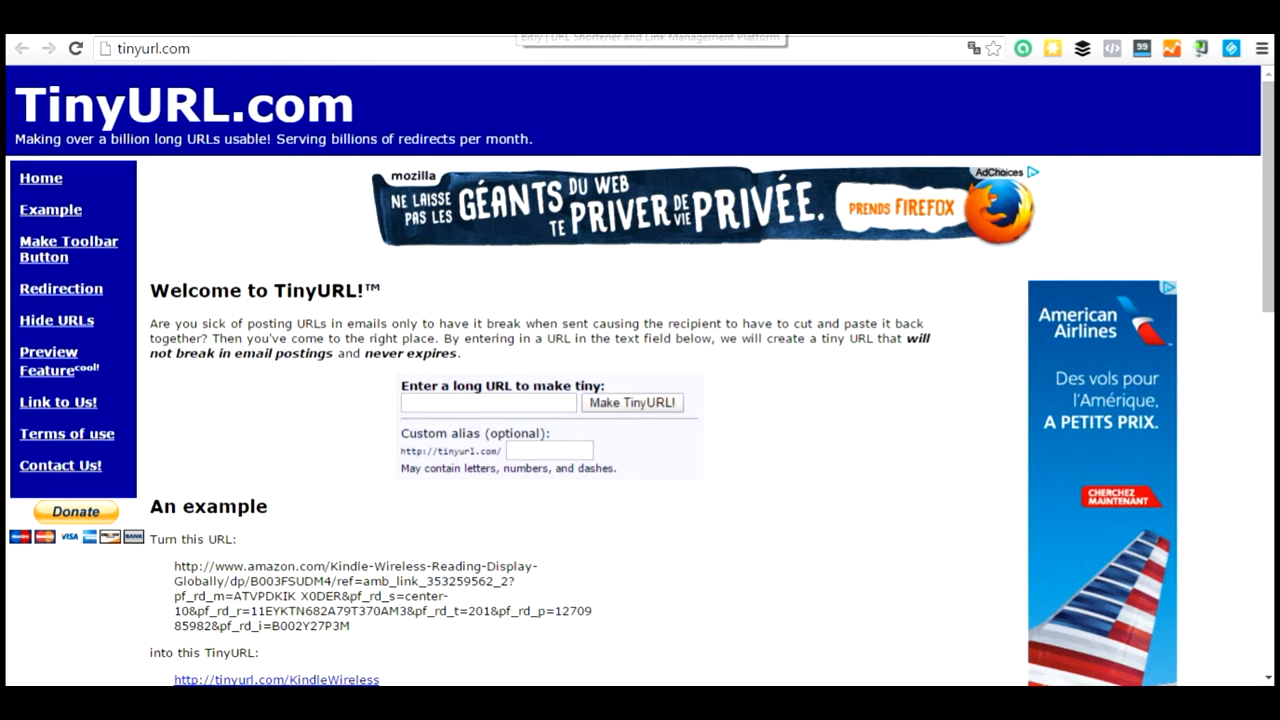 Bitly | URL Shortener and Link Management Platform
tinyurl.com
99
TinyURL.com
Making over a billion long URLs usable! Serving billions of redirects per month.
Home
Example
Make Toolbar
Button
Redirection
Hide URLs
Preview
Featurecool!
Link to Us!
Terms of use
Contact Us!
Donate
VISA
BANK
mozilla
AdChoices
NE LAISSE
PAS LES
GÉANTS
DU WEB
TE PRIVER DE VIE PRIVÉE.
PRENDS FIREFOX
Welcome to TinyURL!™
Are you sick of posting URLs in emails only to have it break when sent causing the recipient to have to cut and paste it back
together? Then you've come to the right place. By entering in a URL in the text field below, we will create a tiny URL that will
not break in email postings and never expires.
Enter a long URL to make tiny:
Make TinyURL!
Custom alias (optional):
http://tinyurl.com/
May contain letters, numbers, and dashes.
An example
Turn this URL:
http://www.amazon.com/Kindle-Wireless-Reading-Display-
Globally/dp/B003FSUDM4/ref=amb_link_353259562_2?
pf_rd_m=ATVPDKIK X0DER&pf_rd_s=center-
10&pf_rd_r=11EYKTN682A79T370AM3&pf_rd_t=201&pf_rd_p=12709
85982&pf_rd_i=B002Y27P3M
into this TinyURL:
http://tinyurl.com/KindleWireless
American
Airlines
Des vols pour
l'Amérique,
A PETITS PRIX.
CHERCHEZ
MAINTENANT